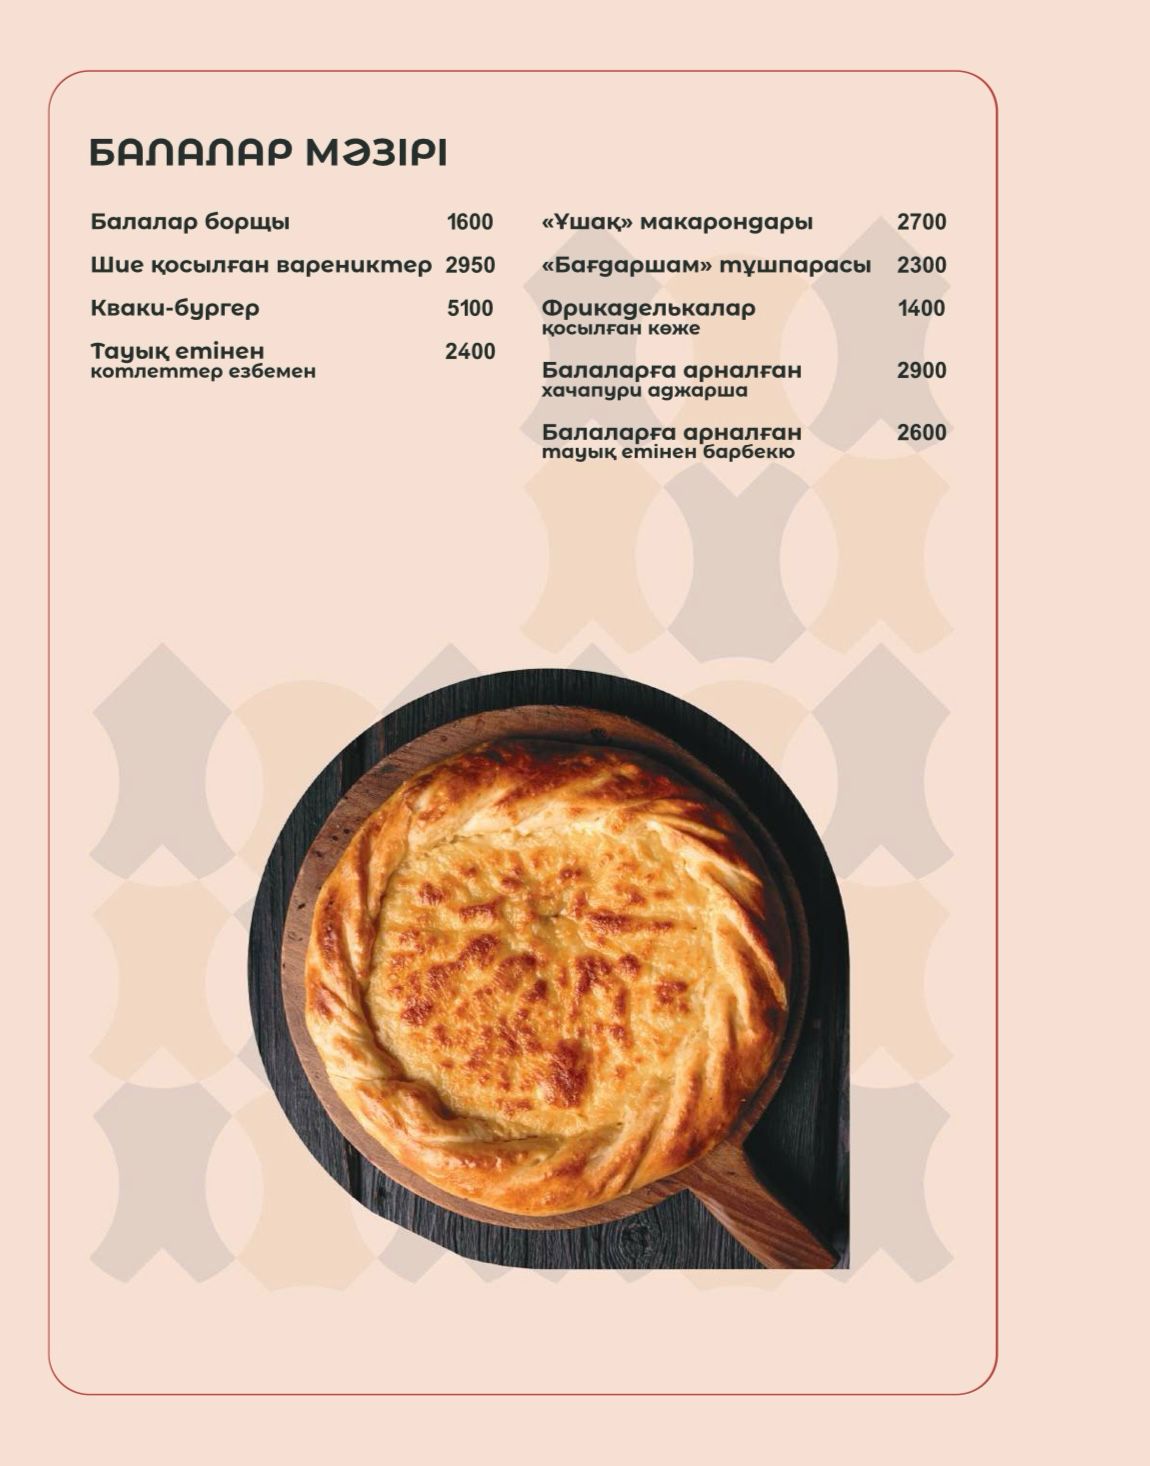 БАЛАЛАР МӘЗІРІ
Балалар борщы 1600
Шие қосылған варениктер 2950
Кваки-бургер 5100
Тауық етінен 2400
котлеттер езбемен
«Ұшақ» макарондары 2700
«Бағдаршам» тұшпарасы 2300
Фрикаделькалар 1400
қосылған көже
Балаларға арналған 2900
хачапури аджарша
Балаларға арналған 2600
тауық етінен барбекю